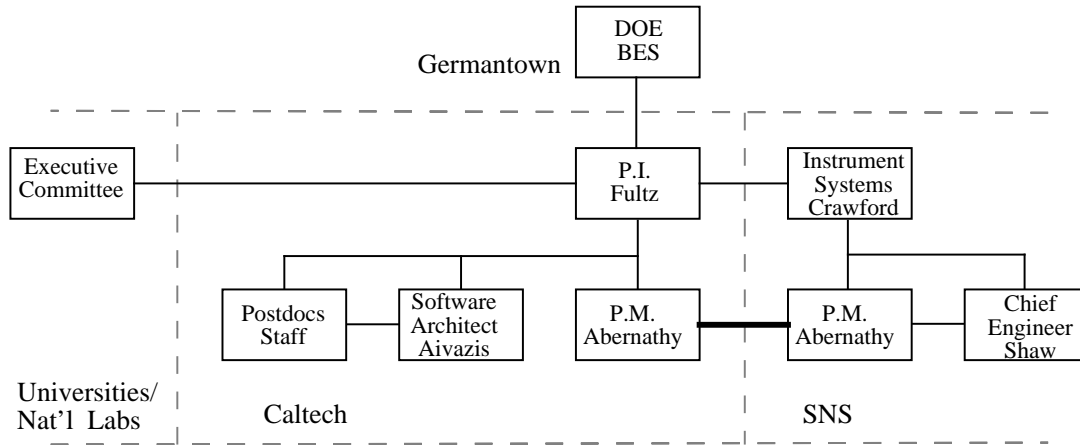 DOE
BES
Germantown
Executive
Committee
P.I.
Fultz
Instrument
Systems
Crawford
Postdocs
Staff
Software
Architect
Aivazis
P.M.
Abernathy
P.M.
Abernathy
Chief
Engineer
Shaw
Universities/
Nat'l Labs
Caltech
SNS